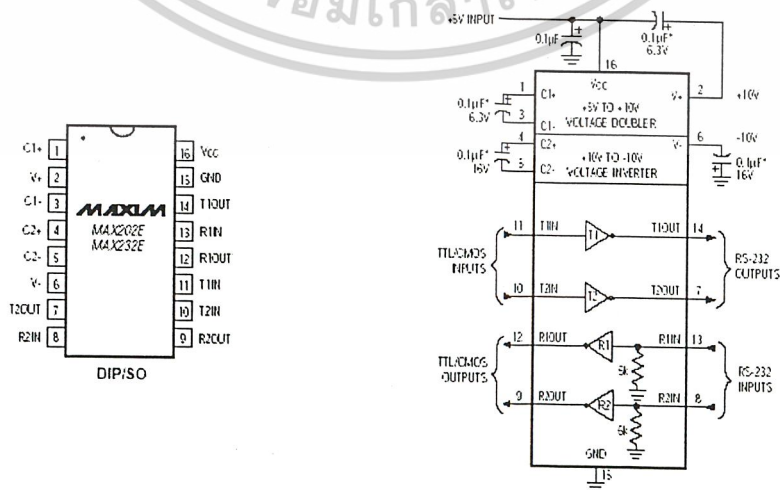 +5V INPUT
0.1µF
0.1µF*
6.3V
16
VCC
1
C1+
0.1µF*
6.3V
3
C1-
+5V TO +10V
VOLTAGE DOUBLER
V+
2
+10V
4
C2+
0.1µF*
16V
5
C2-
+10V TO -10V
VOLTAGE INVERTER
V-
6
-10V
0.1µF*
16V
TTL/CMOS
INPUTS
11
T1IN
T1
T1OUT
14
10
T2IN
T2
T2OUT
7
RS-232
OUTPUTS
TTL/CMOS
OUTPUTS
12
R1OUT
R1
R1IN
13
5k
9
R2OUT
R2
R2IN
8
5k
RS-232
INPUTS
GND
15
C1+ 1
V+ 2
C1- 3
C2+ 4
C2- 5
V- 6
T2OUT 7
R2IN 8
MAXIM
MAX202E
MAX232E
16 VCC
15 GND
14 T1OUT
13 R1IN
12 R1OUT
11 T1IN
10 T2IN
9 R2OUT
DIP/SO